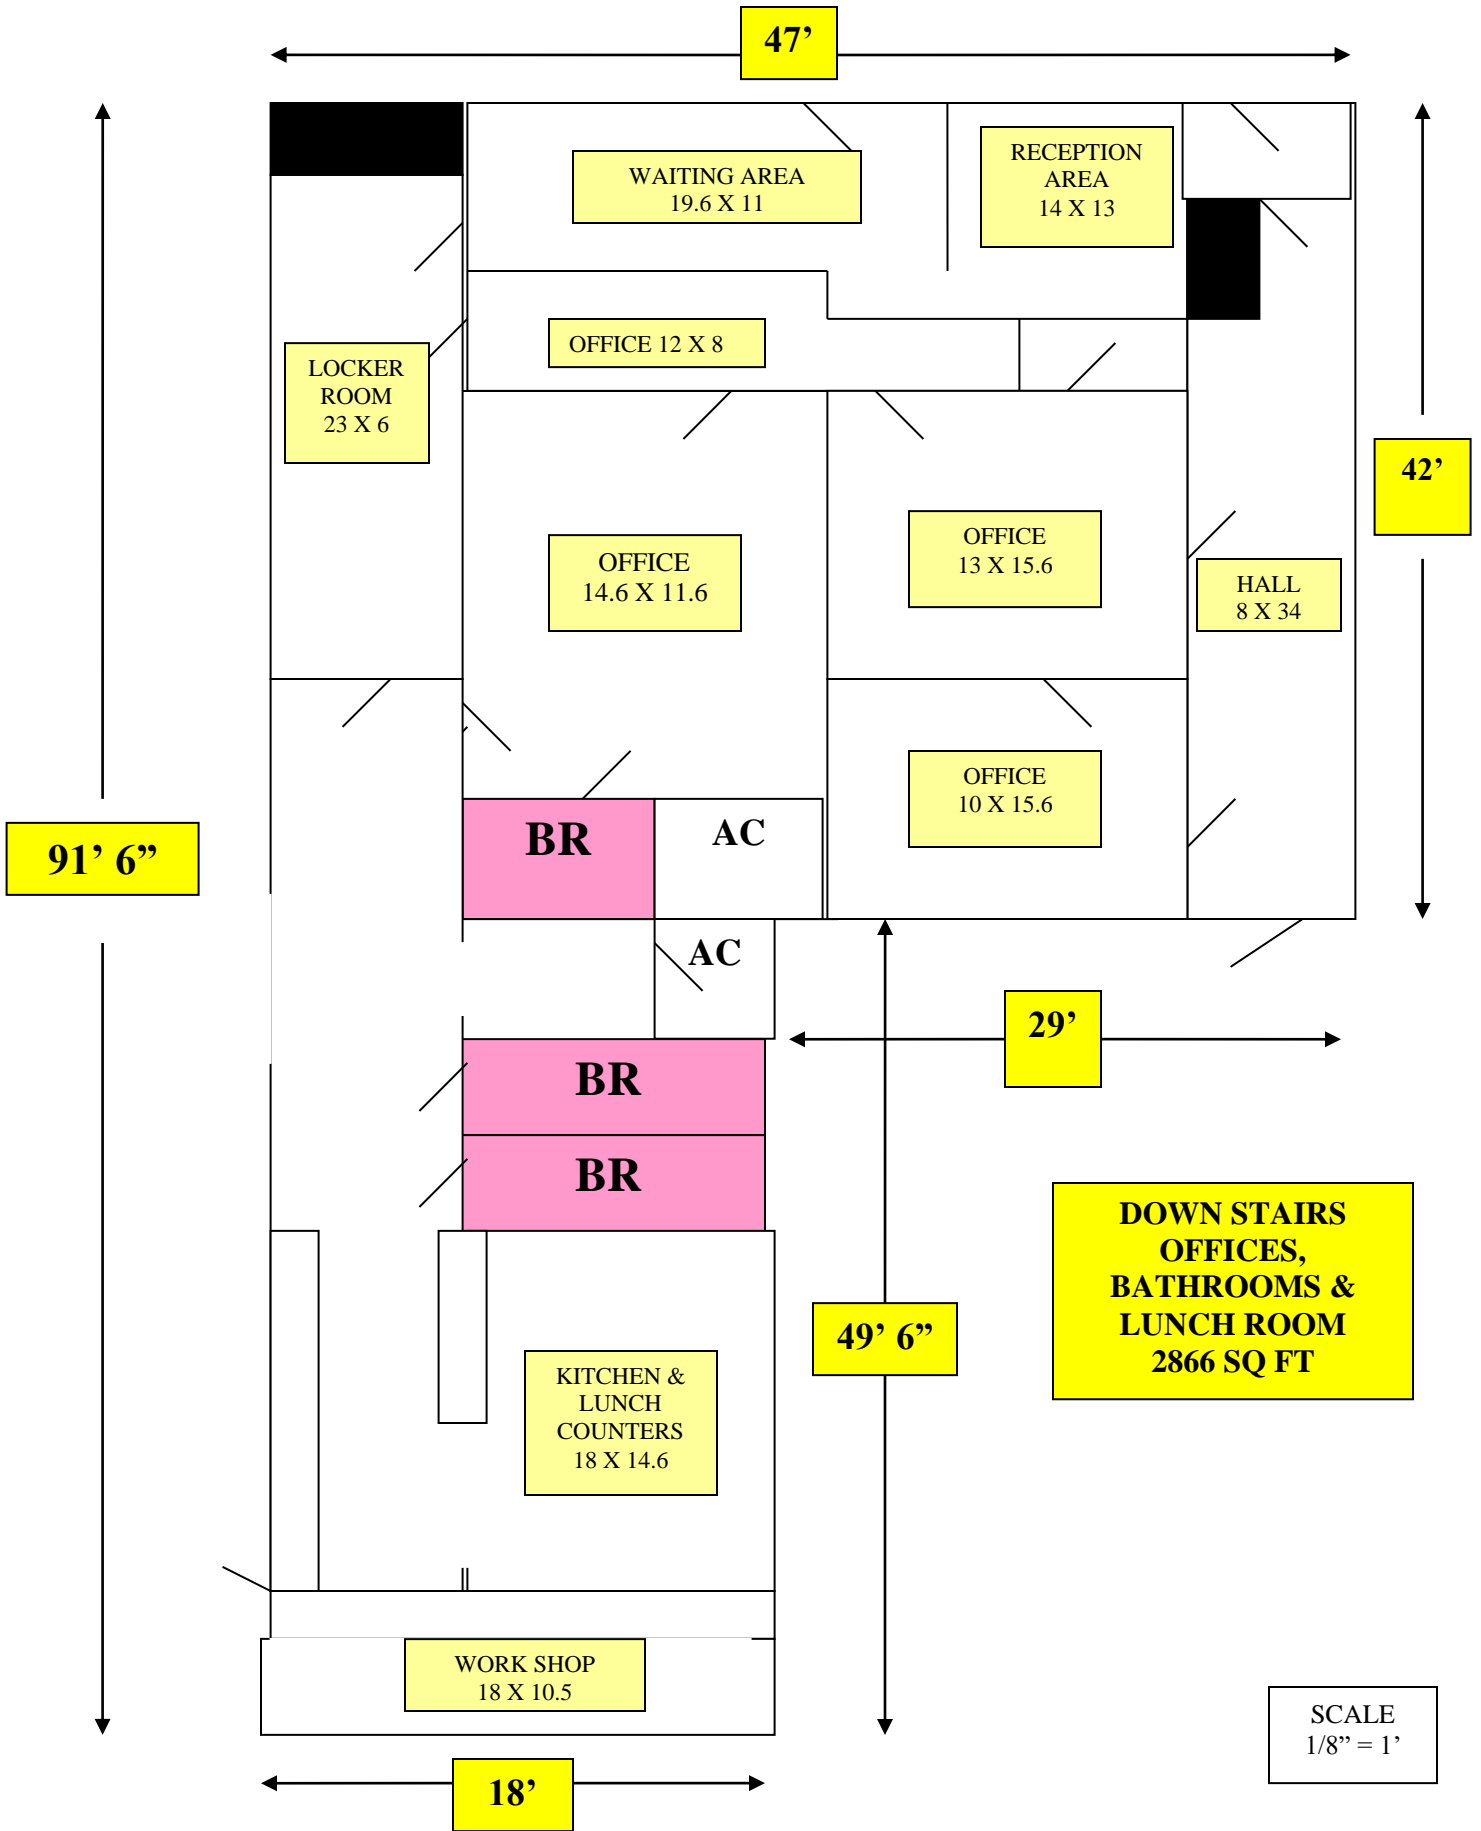 47’
WAITING AREA
19.6 X 11
RECEPTION
AREA
14 X 13
OFFICE 12 X 8
LOCKER
ROOM
23 X 6
42’
OFFICE
14.6 X 11.6
OFFICE
13 X 15.6
HALL
8 X 34
OFFICE
10 X 15.6
91’ 6”
BR
AC
AC
29’
BR
BR
DOWN STAIRS
OFFICES,
BATHROOMS &
LUNCH ROOM
2866 SQ FT
49’ 6”
KITCHEN &
LUNCH
COUNTERS
18 X 14.6
WORK SHOP
18 X 10.5
SCALE
1/8” = 1’
18’